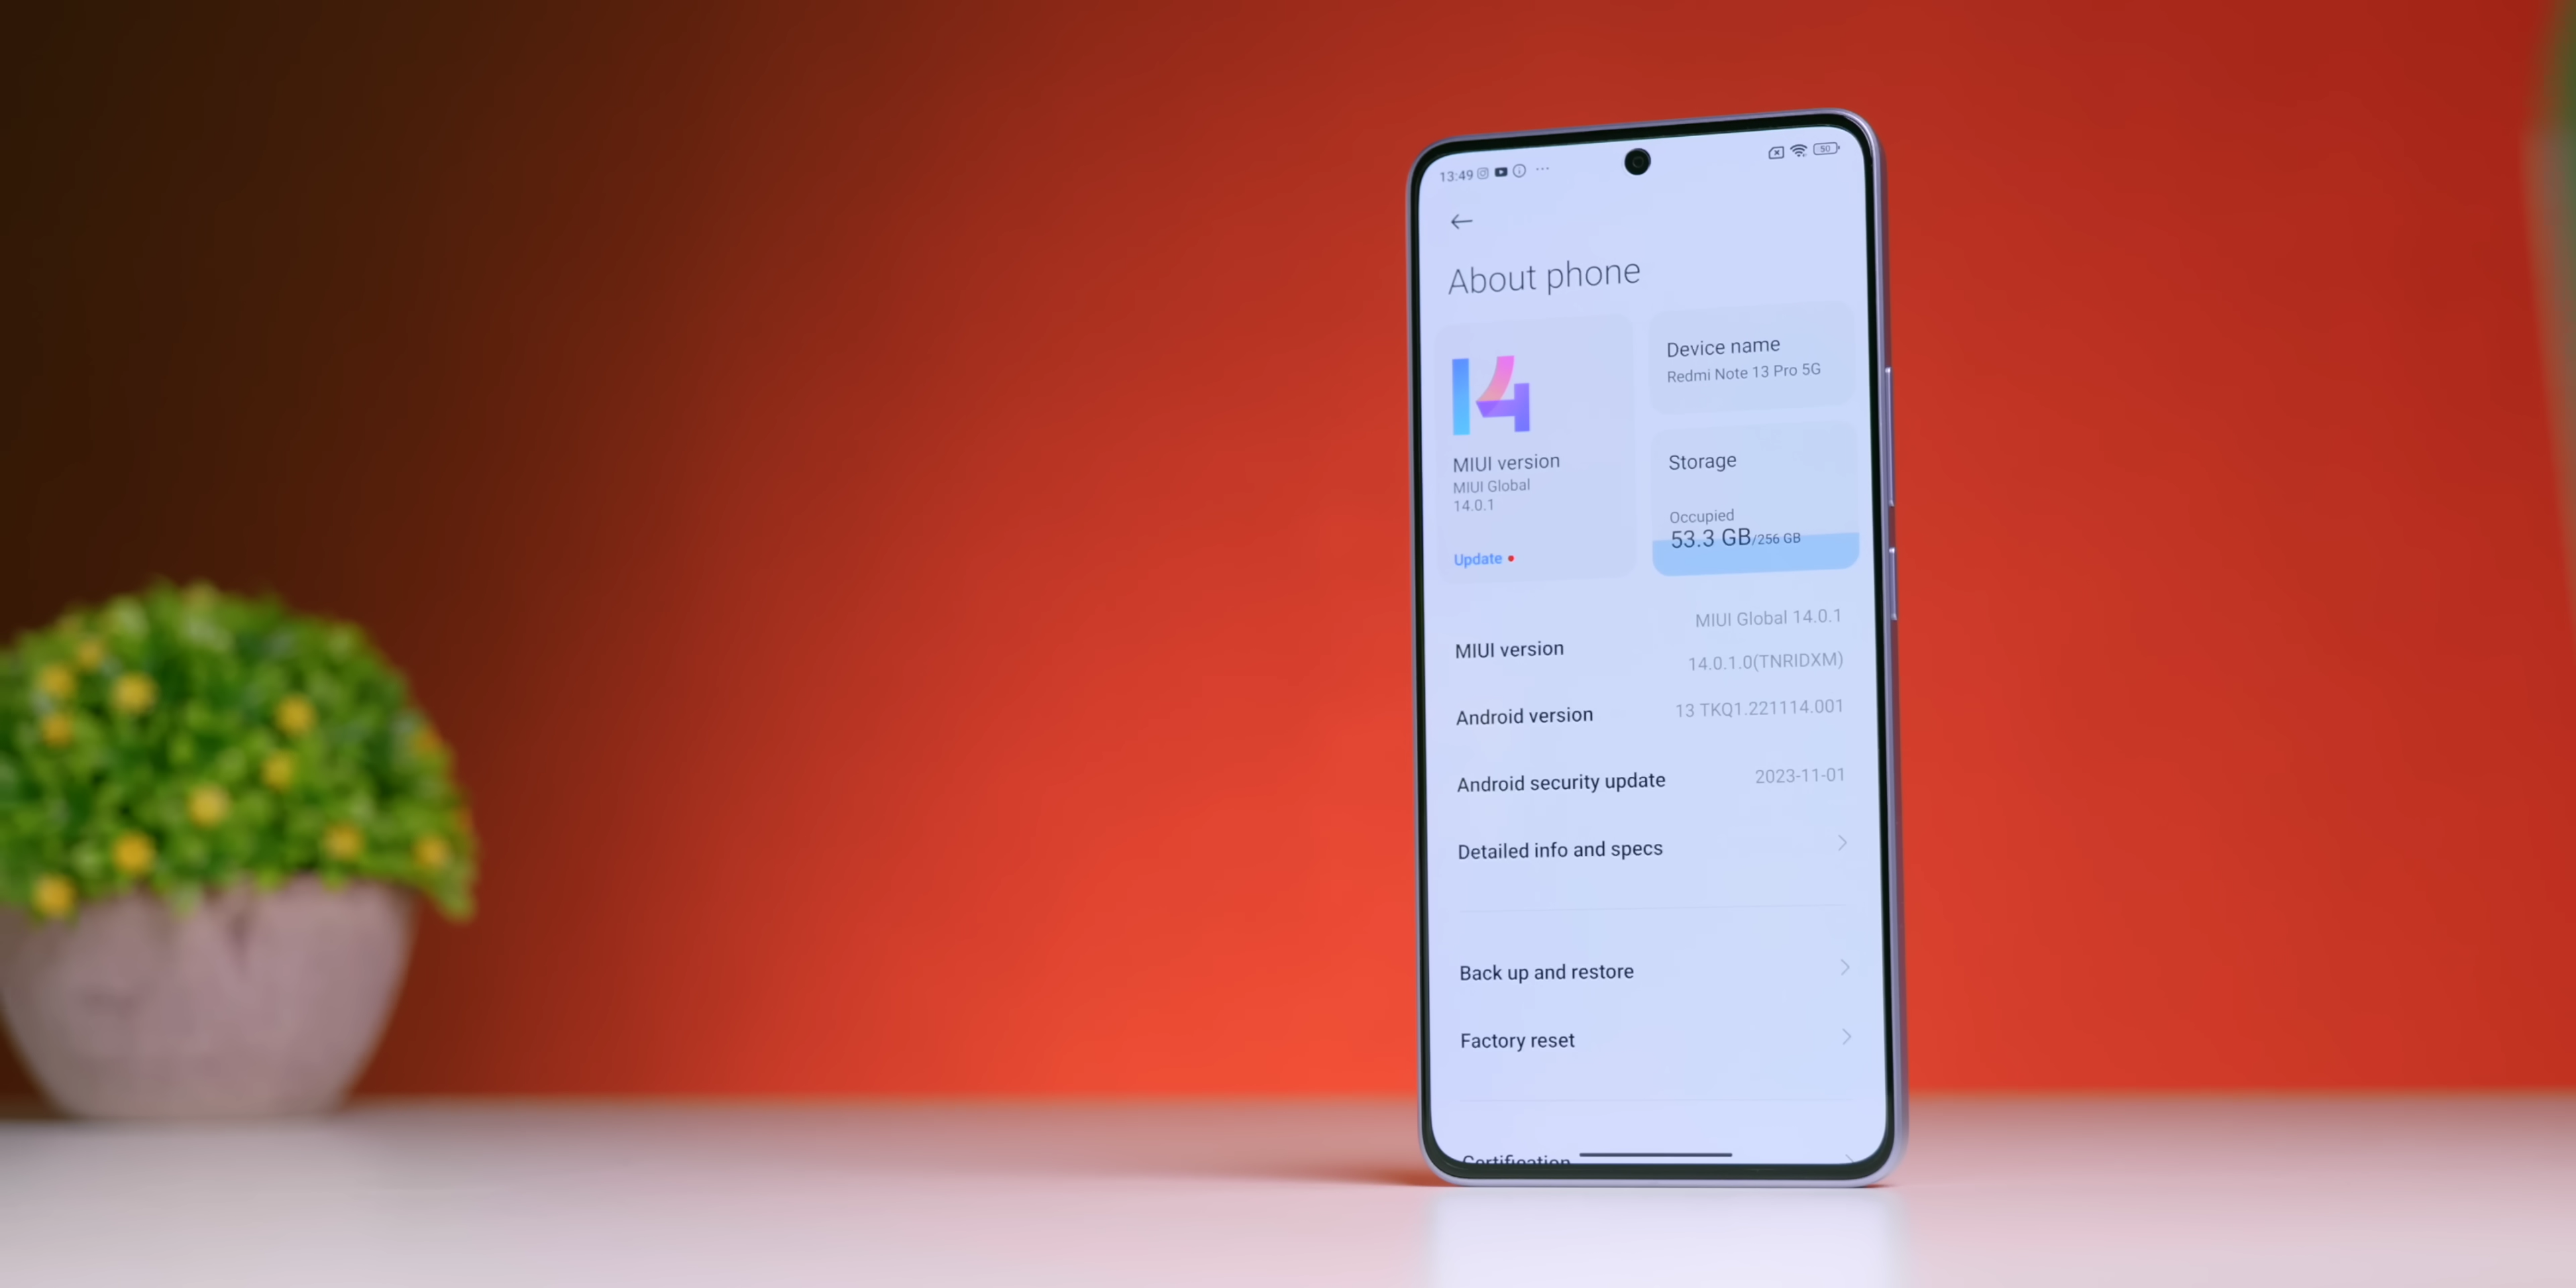 13:49
50
About phone
14
MIUI version
MIUI Global
14.0.1
Update
Device name
Redmi Note 13 Pro 5G
Storage
Occupied
53.3 GB/256 GB
MIUI version
MIUI Global 14.0.1
14.0.1.0(TNRIDXM)
Android version
13 TKQ1.221114.001
Android security update
2023-11-01
Detailed info and specs
Back up and restore
Factory reset
Certification